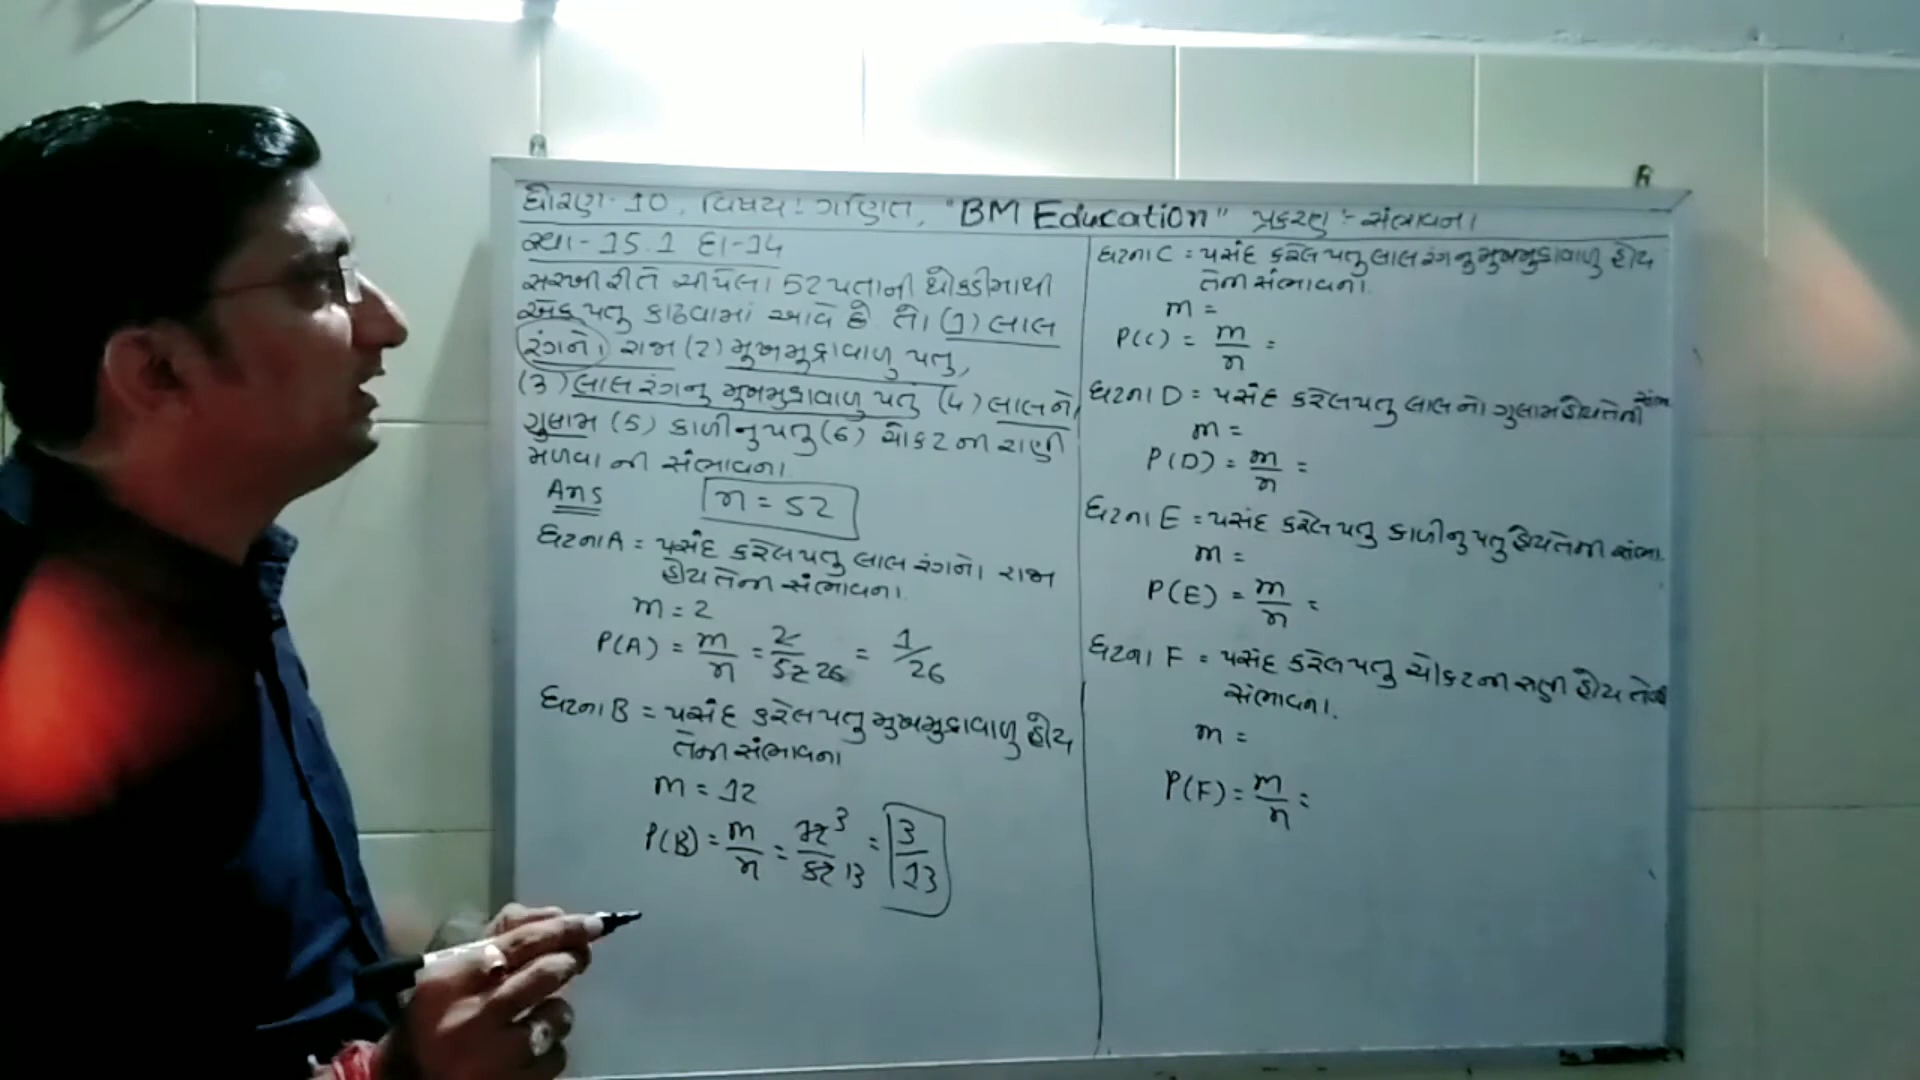 ધોરણ-10, વિષય: ગણિત, "BM Education" પ્રકરણ :- સંભાવના
સ્વા-15.1 દા-14
સરખી રીતે ચીપેલા 52 પતાની થોકડીમાથી
એક પતુ કાઢવામાં આવે છે. તો (1) લાલ
રંગનો રાજા (2) મુખમુદ્રાવાળુ પતુ,
(3) લાલ રંગનુ મુખમુદ્રાવાળુ પતુ (4) લાલનો
ગુલામ (5) કાળીનુ પતુ (6) ચોકટની રાણી
મળવાની સંભાવના.
Ans n = 52
ઘટના A = પસંદ કરેલ પતુ લાલ રંગનો રાજા
હોય તેની સંભાવના.
m = 2
P(A) = m/n = 2/52 26 = 1/26
ઘટના B = પસંદ કરેલ પતુ મુખમુદ્રાવાળુ હોય
તેની સંભાવના
m = 12
P(B) = m/n = 12 3/52 13 = 3/13
ઘટના C = પસંદ કરેલ પતુ લાલ રંગનુ મુખમુદ્રાવાળુ હોય
તેની સંભાવના.
m =
P(C) = m/n =
ઘટના D = પસંદ કરેલ પતુ લાલનો ગુલામ હોય તેની
m =
P(D) = m/n =
ઘટના E = પસંદ કરેલ પતુ કાળીનુ પતુ હોય તેની સંભા.
m =
P(E) = m/n =
ઘટના F = પસંદ કરેલ પતુ ચોકટની રાણી હોય તેની
સંભાવના.
m =
P(F) = m/n =